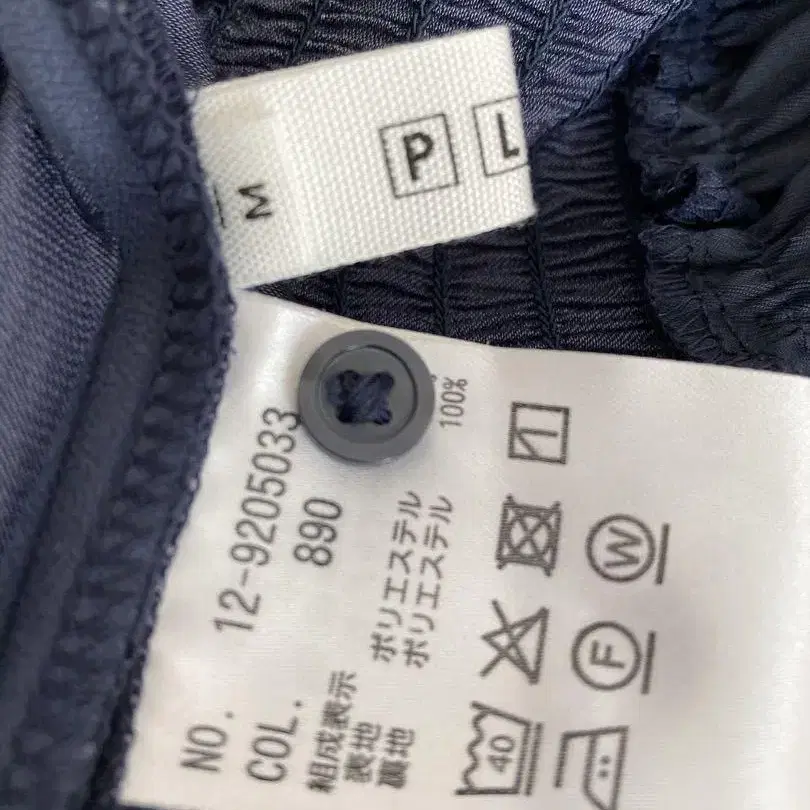 M
P L
NO. 12-9205033
COL. 890
組成表示
表地 ポリエステル
裏地 ポリエステル 100%
40
F
W